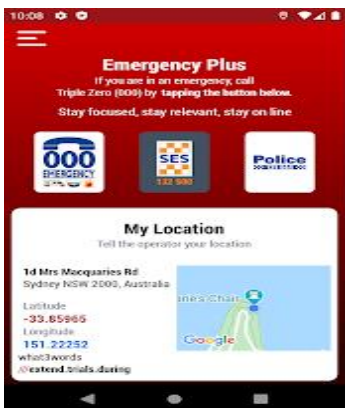 10:08
Emergency Plus
If you are in an emergency, call
Triple Zero (000) by tapping the button below.
Stay focused, stay relevant, stay on line
000
EMERGENCY
SES
132 500
Police
My Location
Tell the operator your location
1d Mrs Macquaries Rd
Sydney NSW 2000, Australia
Latitude
-33.85965
Longitude
151.22252
what3words
///extend.trials.during
Chair
Google